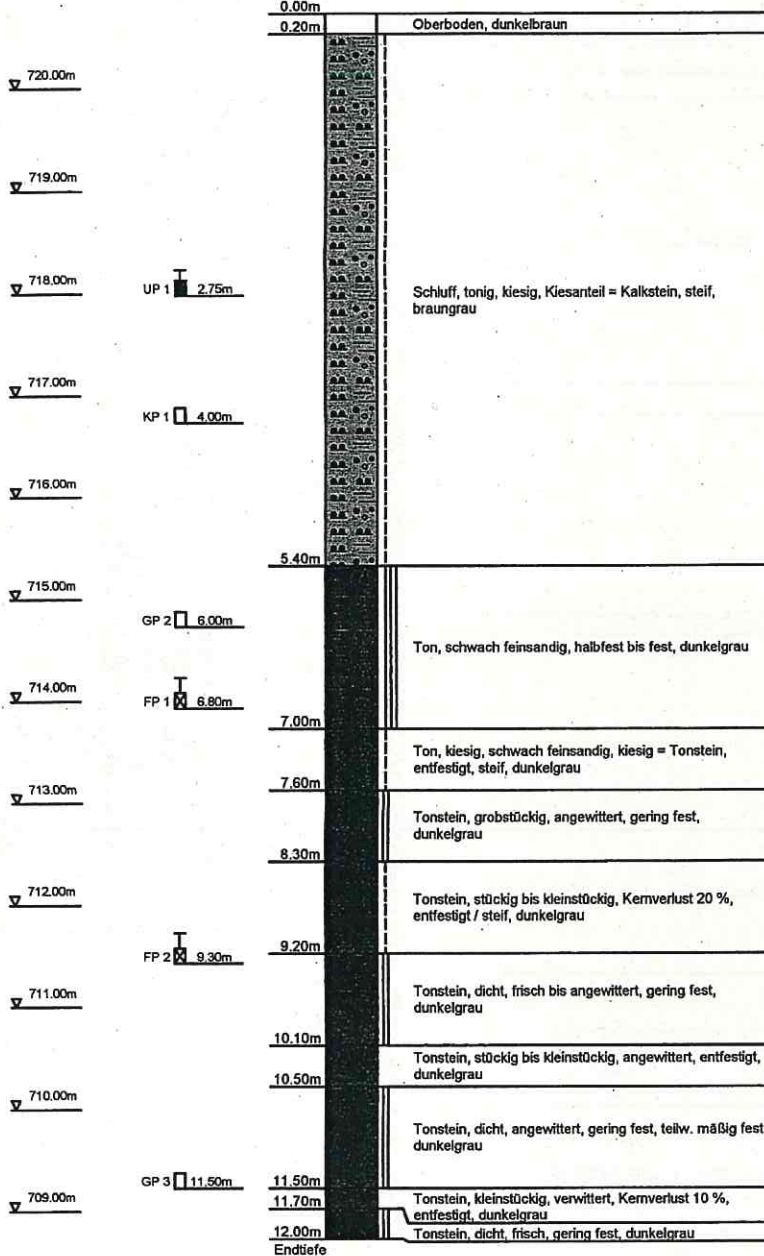 0.00m
0.20m
Oberboden, dunkelbraun
720.00m
719.00m
718.00m
UP 1 2.75m
Schluff, tonig, kiesig, Kiesanteil = Kalkstein, steif,
braungrau
717.00m
KP 1 4.00m
716.00m
5.40m
715.00m
GP 2 6.00m
Ton, schwach feinsandig, halbfest bis fest, dunkelgrau
714.00m
FP 1 6.80m
7.00m
Ton, kiesig, schwach feinsandig, kiesig = Tonstein,
entfestigt, steif, dunkelgrau
7.60m
713.00m
Tonstein, grobstückig, angewittert, gering fest,
dunkelgrau
8.30m
712.00m
Tonstein, stückig bis kleinstückig, Kernverlust 20 %,
entfestigt / steif, dunkelgrau
9.20m
FP 2 9.30m
711.00m
Tonstein, dicht, frisch bis angewittert, gering fest,
dunkelgrau
10.10m
Tonstein, stückig bis kleinstückig, angewittert, entfestigt,
dunkelgrau
10.50m
710.00m
Tonstein, dicht, angewittert, gering fest, teilw. mäßig fest
dunkelgrau
GP 3 11.50m
11.50m
709.00m
11.70m
Tonstein, kleinstückig, verwittert, Kernverlust 10 %,
entfestigt, dunkelgrau
12.00m
Tonstein, dicht, frisch, gering fest, dunkelgrau
Endtiefe